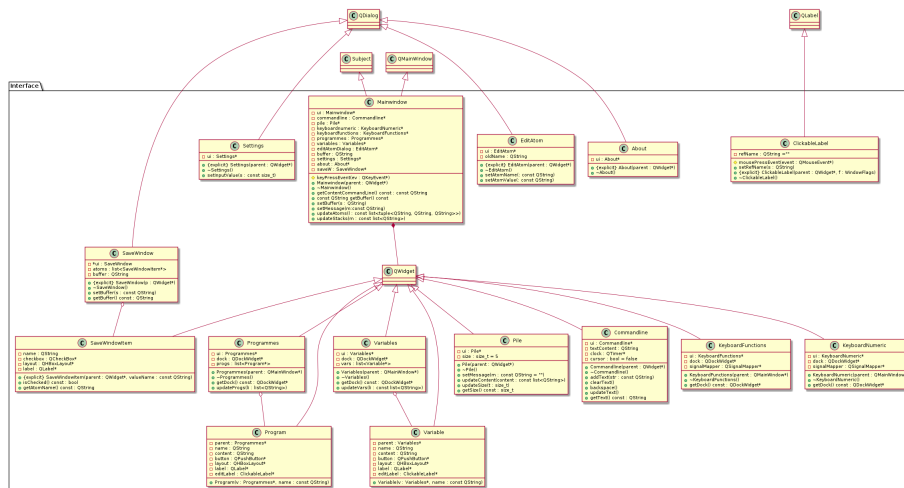 C QDialog
C QLabel
C Subject
C QMainWindow
Interface
C Mainwindow
ui : Mainwindow*
commandline : Commandline*
pile : Pile*
keyboardnumeric : KeyboardNumeric*
keyboardfunctions : KeyboardFunctions*
programmes : Programmes*
variables : Variables*
editAtomDialog : EditAtom*
buffer : QString
settings : Settings*
about : About*
saveW : SaveWindow*
keyPressEvent(ev : QKeyEvent*)
Mainwindow(parent : QWidget*)
~Mainwindow()
getContentCommandLine() const : const QString
const QString getBuffer() const
setBuffer(s : QString)
setMessage(m:const QString)
updateAtoms(l : const list<tuple<QString, QString, QString>>)
updateStacks(m : const list<QString>)
C Settings
ui : Settings*
{explicit} Settings(parent : QWidget*)
~Settings()
setInputValue(s : const size_t)
C EditAtom
ui : EditAtom*
oldName : QString
{explicit} EditAtom(parent : QWidget*)
~EditAtom()
setAtomName(: const QString)
setAtomValue(: const QString)
C About
ui : About*
{explicit} About(parent : QWidget*)
~About()
C ClickableLabel
refName : QString =""
mousePressEvent(event : QMouseEvent*)
setRefName(s : QString)
{explicit} ClickableLabel(parent : QWidget*, f : WindowFlags)
~ClickableLabel()
C SaveWindow
*ui : SaveWindow
atoms : list<SaveWindowItem*>
buffer : QString
{explicit} SaveWindow(p : QWidget*)
~SaveWindow()
setBuffer(s : const QString)
getBuffer() const : QString
C QWidget
C SaveWindowItem
name : QString
checkbox : QCheckBox*
layout : QHBoxLayout*
label : QLabel*
{explicit} SaveWindowItem(parent : QWidget*, valueName : const QString)
isChecked() const : bool
getAtomName() const : QString
C Programmes
ui : Programmes*
dock : QDockWidget*
progs : list<Program*>
Programmes(parent : QMainWindow*)
~Programmes()
getDock() const : QDockWidget*
updateProgs(l : list<QString>)
C Variables
ui : Variables*
dock : QDockWidget*
vars : list<Variable*>
Variables(parent : QMainWindow*)
~Variables()
getDock() const : QDockWidget*
updateVars(l : const list<QString>)
C Pile
ui : Pile*
size : size_t = 5
Pile(parent : QWidget*)
~Pile()
setMessage(m : const QString = "")
updateContent(content : const list<QString>)
updateSize(t : size_t)
getSize() const : size_t
C Commandline
ui : Commandline*
textContent : QString
clock : QTimer*
cursor : bool = false
Commandline(parent : QWidget*)
~Commandline()
addText(str : const QString)
clearText()
backspace()
updateText()
getText() const : QString
C KeyboardFunctions
ui : KeyboardFunctions*
dock : QDockWidget*
signalMapper : QSignalMapper*
KeyboardFunctions(parent : QMainWindow*)
~KeyboardFunctions()
getDock() const : QDockWidget*
C KeyboardNumeric
ui : KeyboardNumeric*
dock : QDockWidget*
signalMapper : QSignalMapper*
KeyboardNumeric(parent : QMainWindow*)
~KeyboardNumeric()
getDock() const : QDockWidget*
C Program
parent : Programmes*
name : QString
content : QString
button : QPushButton*
layout : QHBoxLayout*
label : QLabel*
editLabel : ClickableLabel*
Program(v : Programmes*, name : const QString)
C Variable
parent : Variables*
name : QString
content : QString
button : QPushButton*
layout : QHBoxLayout*
label : QLabel*
editLabel : ClickableLabel*
Variable(v : Variables*, name : const QString)